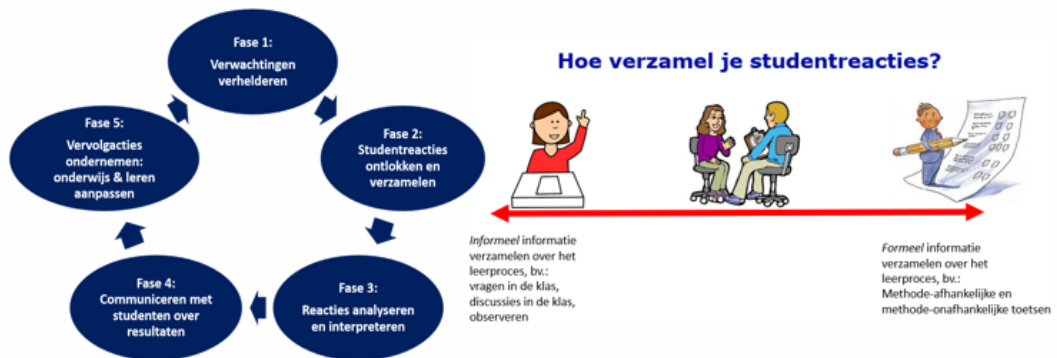 Fase 1:
Verwachtingen
verhelderen
Fase 2:
Studentreacties
ontlokken en
verzamelen
Fase 3:
Reacties analyseren
en interpreteren
Fase 4:
Communiceren met
studenten over
resultaten
Fase 5:
Vervolgacties
ondernemen:
onderwijs & leren
aanpassen
Hoe verzamel je studentreacties?
Informeel informatie
verzamelen over het
leerproces, bv.:
vragen in de klas,
discussies in de klas,
observeren
Formeel informatie
verzamelen over het
leerproces, bv.:
Methode-afhankelijke en
methode-onafhankelijke toetsen